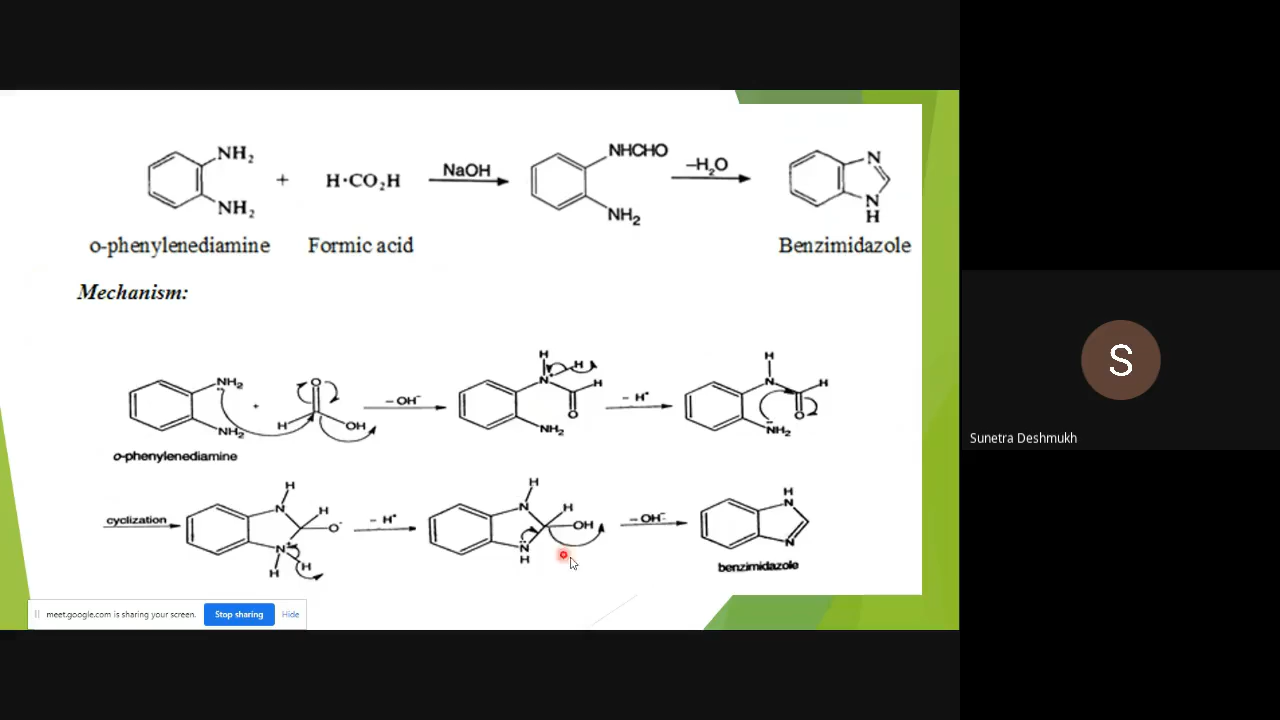 NH₂
NH₂
+
H·CO₂H
NaOH
NHCHO
NH₂
–H₂O
N
N
H
o-phenylenediamine
Formic acid
Benzimidazole
Mechanism:
NH₂
NH₂
+
O
H
OH
– OH⁻
H
N⁺
H
H
O
NH₂
– H⁺
H
N
H
O
NH₂
o-phenylenediamine
cyclization
H
N
H
O⁻
N⁺
H
H
– H⁺
H
N
H
OH
N
H
– OH⁻
H
N
N
benzimidazole
S
Sunetra Deshmukh
meet.google.com is sharing your screen.
Stop sharing
Hide